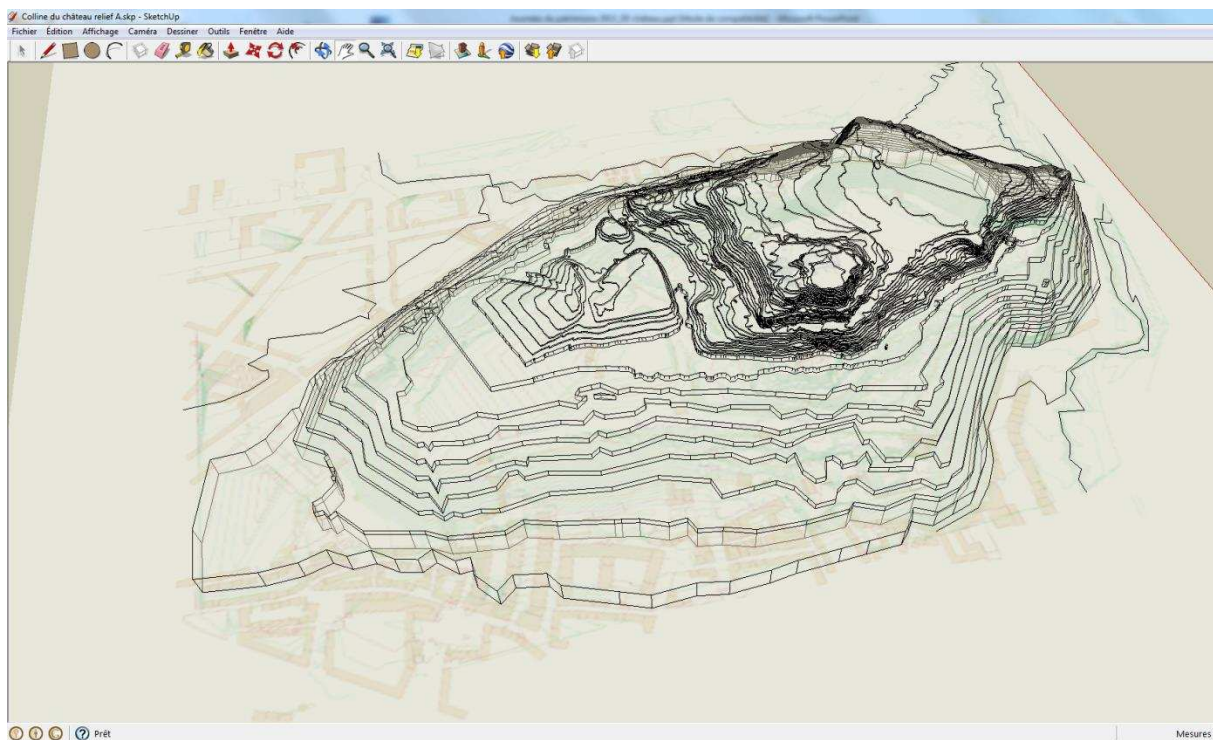 Colline du château relief A.skp - SketchUp
Fichier Édition Affichage Caméra Dessiner Outils Fenêtre Aide
Prêt
Mesures